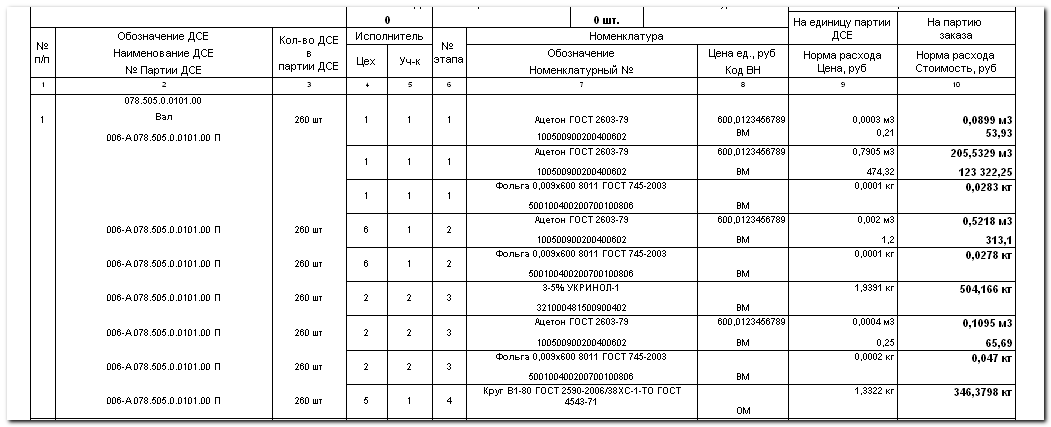 0 0 шт.
№ п/п Обозначение ДСЕ Наименование ДСЕ № Партии ДСЕ Кол-во ДСЕ в партии ДСЕ Исполнитель Цех Уч-к № этапа Номенклатура Обозначение Номенклатурный № Цена ед., руб Код ВН На единицу партии ДСЕ Норма расхода Цена, руб На партию заказа Норма расхода Стоимость, руб
1 2 3 4 5 6 7 8 9 10
078.505.0.0101.00
1 Вал 260 шт 1 1 1 Ацетон ГОСТ 2603-79 600,0123456789 0,0003 м3 0,0899 м3
006-А 078.505.0.0101.00 П 100500900200400602 ВМ 0,21 53,93
1 1 1 Ацетон ГОСТ 2603-79 600,0123456789 0,7905 м3 205,5329 м3
100500900200400602 ВМ 474,32 123 322,25
1 1 1 Фольга 0,009х600 8011 ГОСТ 745-2003 0,0001 кг 0,0283 кг
500100400200700100806 ВМ
006-А 078.505.0.0101.00 П 260 шт 6 1 2 Ацетон ГОСТ 2603-79 600,0123456789 0,002 м3 0,5218 м3
100500900200400602 ВМ 1,2 313,1
006-А 078.505.0.0101.00 П 260 шт 6 1 2 Фольга 0,009х600 8011 ГОСТ 745-2003 0,0001 кг 0,0278 кг
500100400200700100806 ВМ
006-А 078.505.0.0101.00 П 260 шт 2 2 3 3-5% УКРИНОЛ-1 1,9391 кг 504,166 кг
321000481500900402 ВМ
006-А 078.505.0.0101.00 П 260 шт 2 2 3 Ацетон ГОСТ 2603-79 600,0123456789 0,0004 м3 0,1095 м3
100500900200400602 ВМ 0,25 65,69
006-А 078.505.0.0101.00 П 260 шт 2 2 3 Фольга 0,009х600 8011 ГОСТ 745-2003 0,0002 кг 0,047 кг
500100400200700100806 ВМ
006-А 078.505.0.0101.00 П 260 шт 5 1 4 Круг В1-80 ГОСТ 2590-2006/38ХС-1-ТО ГОСТ 4543-71 1,3322 кг 346,3798 кг
ОМ